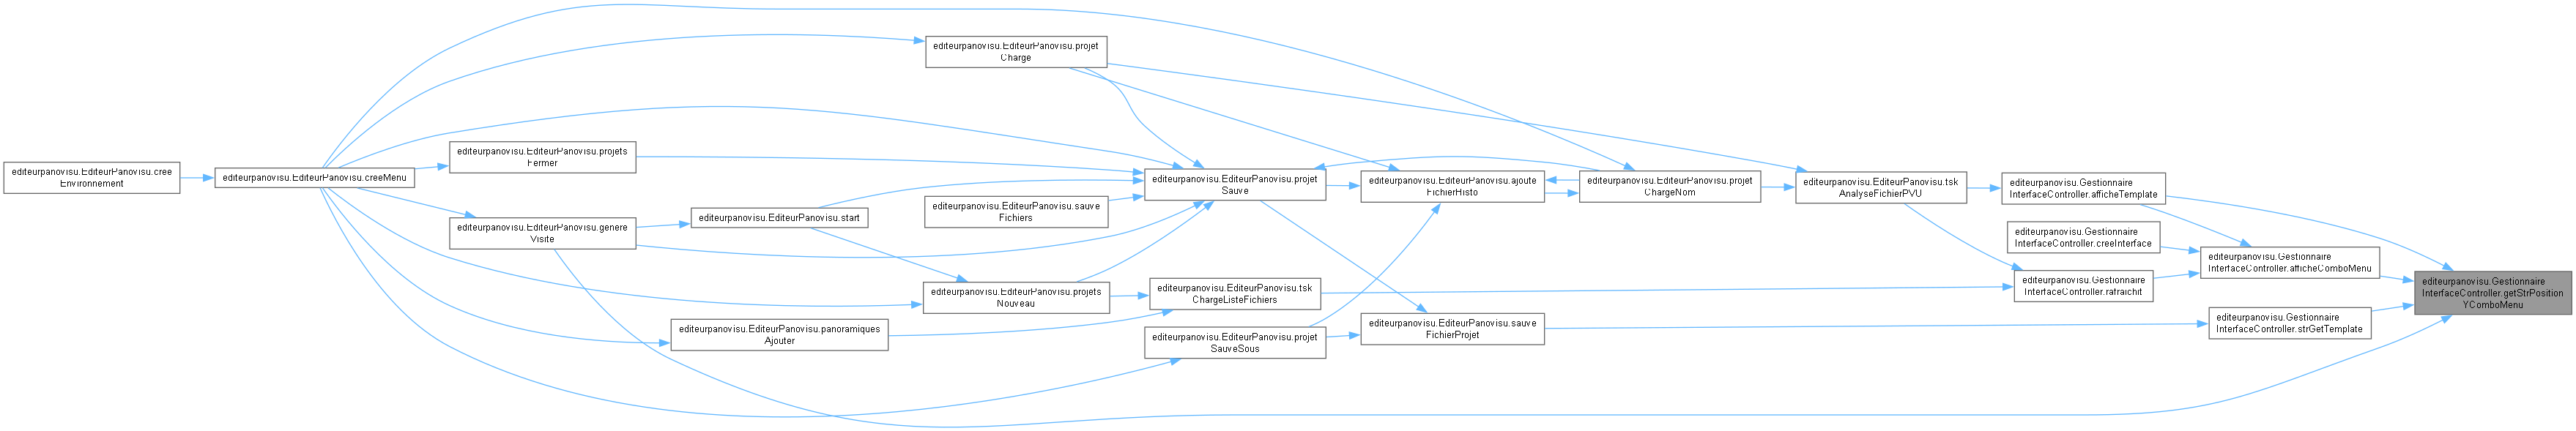 editeurpanovisu.EditeurPanovisu.cree
Environnement
editeurpanovisu.EditeurPanovisu.creeMenu
editeurpanovisu.EditeurPanovisu.projet
Charge
editeurpanovisu.EditeurPanovisu.projets
Fermer
editeurpanovisu.EditeurPanovisu.genere
Visite
editeurpanovisu.EditeurPanovisu.start
editeurpanovisu.EditeurPanovisu.sauve
Fichiers
editeurpanovisu.EditeurPanovisu.projets
Nouveau
editeurpanovisu.EditeurPanovisu.panoramiques
Ajouter
editeurpanovisu.EditeurPanovisu.projet
Sauve
editeurpanovisu.EditeurPanovisu.tsk
ChargeListeFichiers
editeurpanovisu.EditeurPanovisu.projet
SauveSous
editeurpanovisu.EditeurPanovisu.ajoute
FichierHisto
editeurpanovisu.EditeurPanovisu.sauve
FichierProjet
editeurpanovisu.EditeurPanovisu.projet
ChargeNom
editeurpanovisu.EditeurPanovisu.tsk
AnalyseFichierPVU
editeurpanovisu.Gestionnaire
InterfaceController.afficheTemplate
editeurpanovisu.Gestionnaire
InterfaceController.creeInterface
editeurpanovisu.Gestionnaire
InterfaceController.rafraichit
editeurpanovisu.Gestionnaire
InterfaceController.afficheComboMenu
editeurpanovisu.Gestionnaire
InterfaceController.strGetTemplate
editeurpanovisu.Gestionnaire
InterfaceController.getStrPosition
YComboMenu